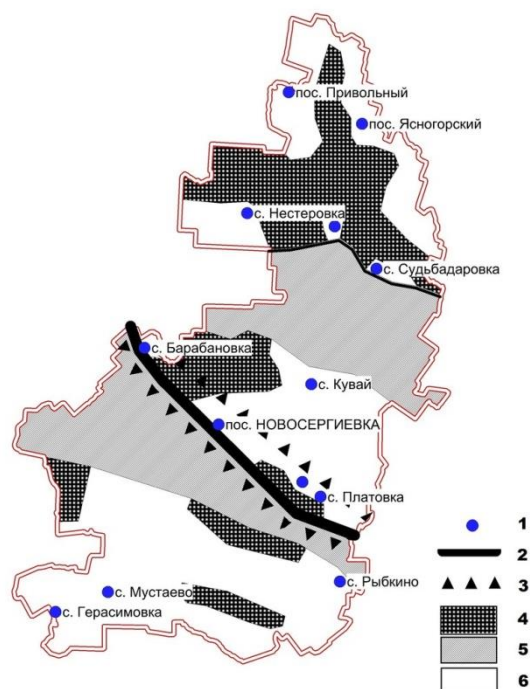 пос. Привольный
пос. Ясногорский
с. Нестеровка
с. Судьбадаровка
с. Барабановка
с. Кувай
пос. НОВОСЕРГИЕВКА
с. Платовка
с. Рыбкино
с. Мустаево
с. Герасимовка
1
2
3
4
5
6